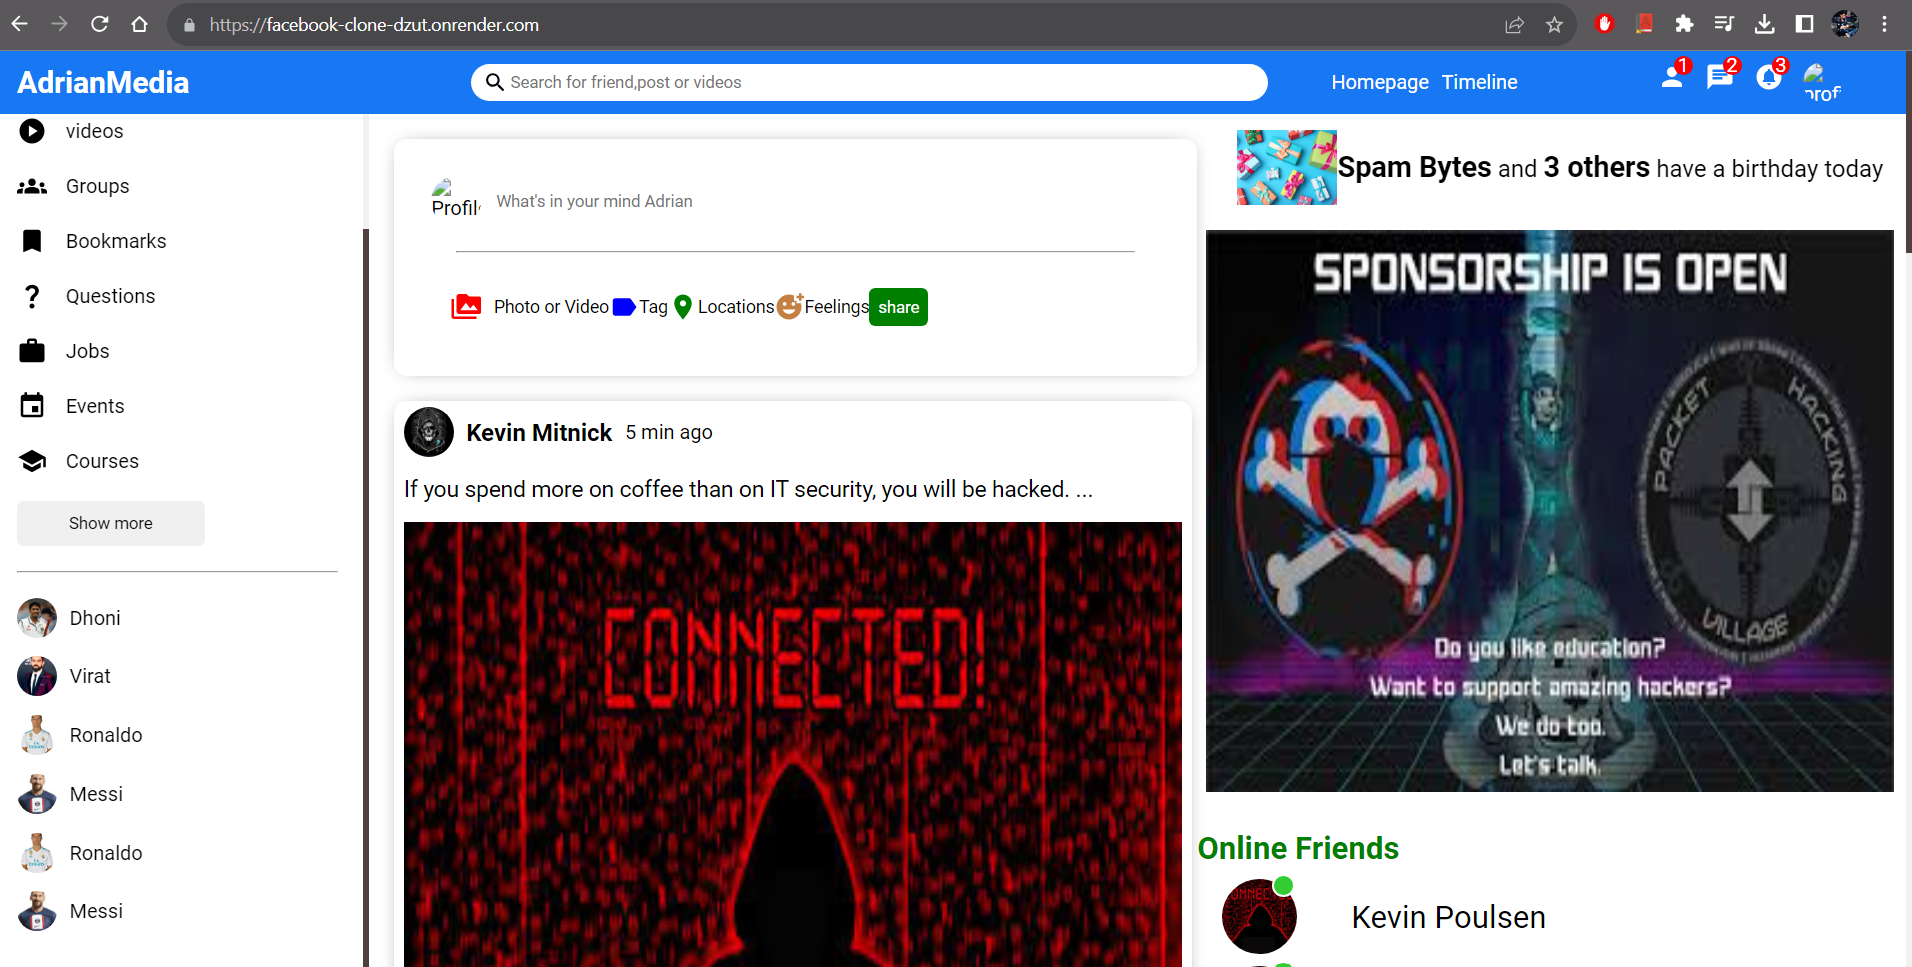 https://facebook-clone-dzut.onrender.com
AdrianMedia
Search for friend,post or videos
Homepage Timeline
1
2
3
profi
videos
Groups
Bookmarks
Questions
Jobs
Events
Courses
Show more
Dhoni
Virat
Ronaldo
Messi
Ronaldo
Messi
Profil
What's in your mind Adrian
Photo or Video Tag Locations Feelings share
Kevin Mitnick 5 min ago
If you spend more on coffee than on IT security, you will be hacked. ...
CONNECTED!
Spam Bytes and 3 others have a birthday today
SPONSORSHIP IS OPEN
PACKET HACKING
VILLAGE
Do you like education?
Want to support amazing hackers?
We do too.
Let's talk.
Online Friends
Kevin Poulsen